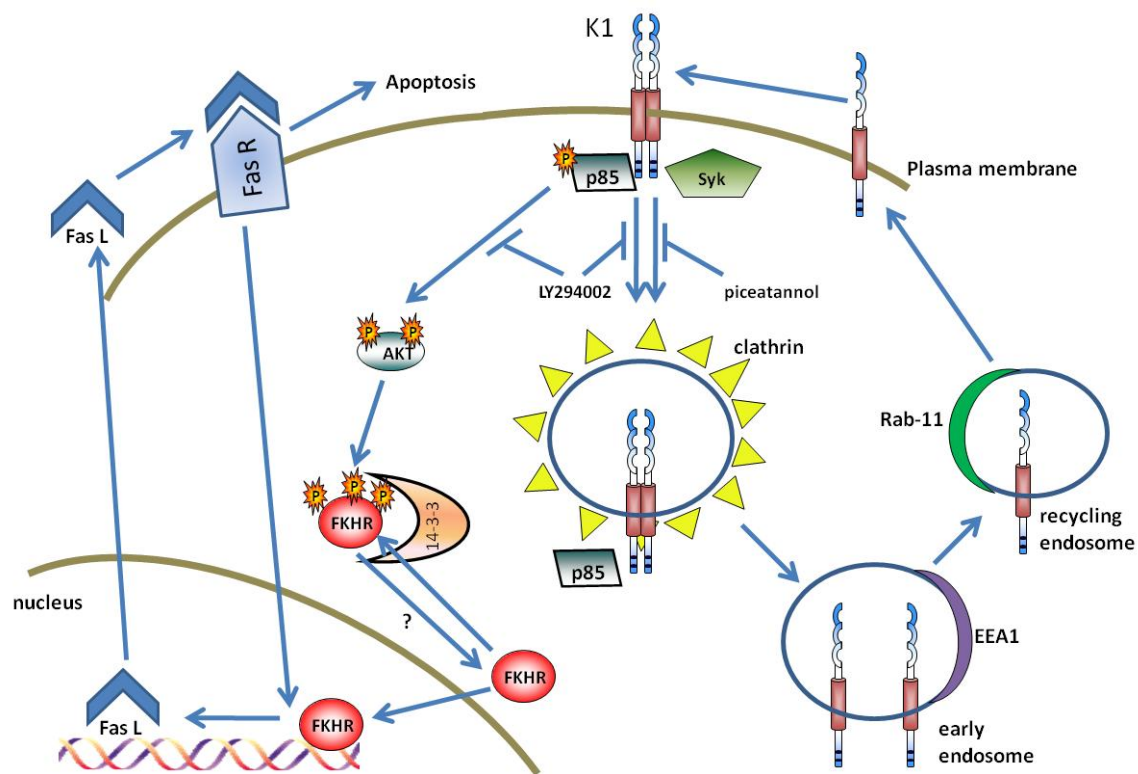 K1
Apoptosis
Fas R
P
p85
Syk
Plasma membrane
Fas L
LY294002
piceatannol
P
P
AKT
clathrin
Rab-11
P
P
P
FKHR
14-3-3
recycling
endosome
p85
nucleus
?
EEA1
FKHR
Fas L
FKHR
early
endosome